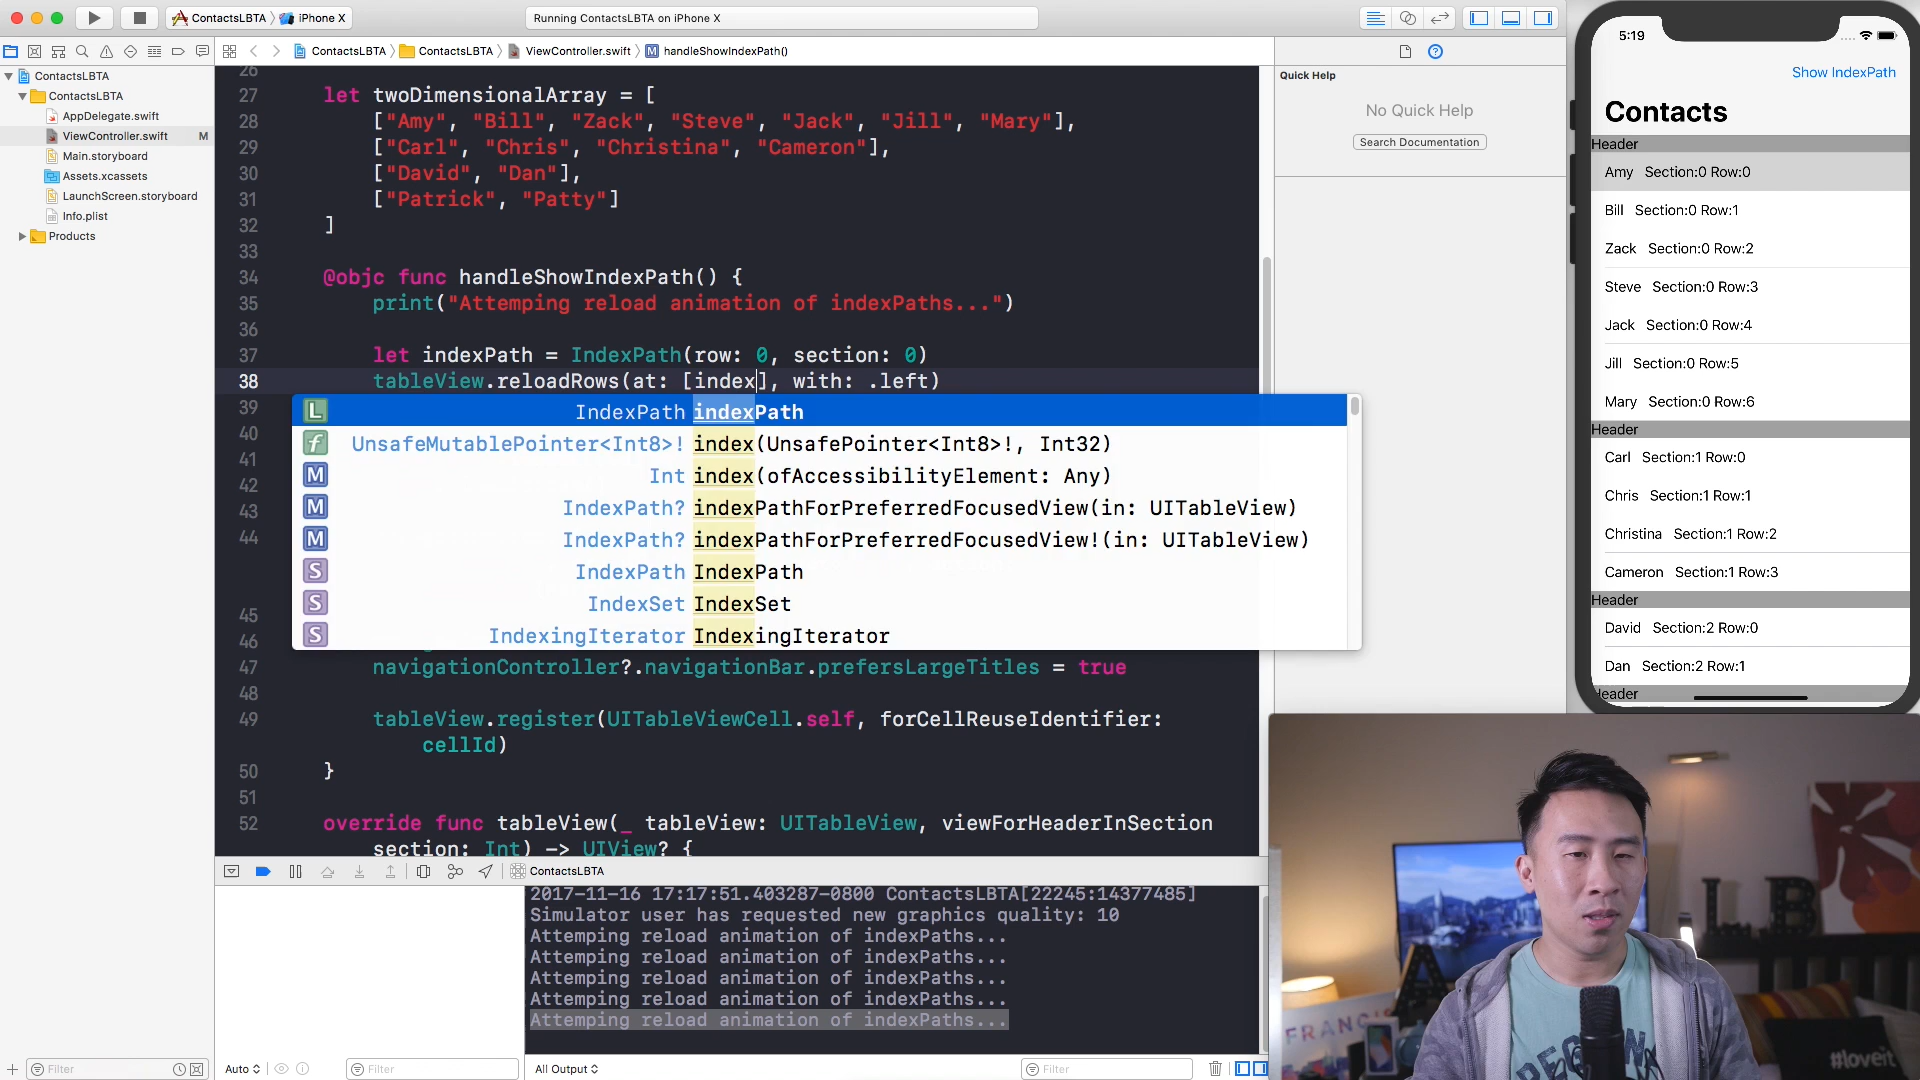 ContactsLBTA
iPhone X
Running ContactsLBTA on iPhone X
ContactsLBTA
ContactsLBTA
ViewController.swift
M
handleShowIndexPath()
ContactsLBTA
ContactsLBTA
AppDelegate.swift
ViewController.swift M
Main.storyboard
Assets.xcassets
LaunchScreen.storyboard
Info.plist
Products
26
27 let twoDimensionalArray = [
28 ["Amy", "Bill", "Zack", "Steve", "Jack", "Jill", "Mary"],
29 ["Carl", "Chris", "Christina", "Cameron"],
30 ["David", "Dan"],
31 ["Patrick", "Patty"]
32 ]
33
34 @objc func handleShowIndexPath() {
35 print("Attemping reload animation of indexPaths...")
36
37 let indexPath = IndexPath(row: 0, section: 0)
38 tableView.reloadRows(at: [index], with: .left)
39
40
41
42
43
44
L IndexPath indexPath
f UnsafeMutablePointer<Int8>! index(UnsafePointer<Int8>!, Int32)
M Int index(ofAccessibilityElement: Any)
M IndexPath? indexPathForPreferredFocusedView(in: UITableView)
M IndexPath? indexPathForPreferredFocusedView!(in: UITableView)
S IndexPath IndexPath
S IndexSet IndexSet
S IndexingIterator IndexingIterator
45
46
47 navigationController?.navigationBar.prefersLargeTitles = true
48
49 tableView.register(UITableViewCell.self, forCellReuseIdentifier:
cellId)
50 }
51
52 override func tableView(_ tableView: UITableView, viewForHeaderInSection
section: Int) -> UIView? {
ContactsLBTA
2017-11-16 17:17:51.403287-0800 ContactsLBTA[22245:14377485]
Simulator user has requested new graphics quality: 10
Attemping reload animation of indexPaths...
Attemping reload animation of indexPaths...
Attemping reload animation of indexPaths...
Attemping reload animation of indexPaths...
Attemping reload animation of indexPaths...
Filter
Auto
Filter
All Output
Filter
Quick Help
No Quick Help
Search Documentation
5:19
Show IndexPath
Contacts
Header
Amy Section:0 Row:0
Bill Section:0 Row:1
Zack Section:0 Row:2
Steve Section:0 Row:3
Jack Section:0 Row:4
Jill Section:0 Row:5
Mary Section:0 Row:6
Header
Carl Section:1 Row:0
Chris Section:1 Row:1
Christina Section:1 Row:2
Cameron Section:1 Row:3
Header
David Section:2 Row:0
Dan Section:2 Row:1
Header
L B
FRANCIS
#loveit